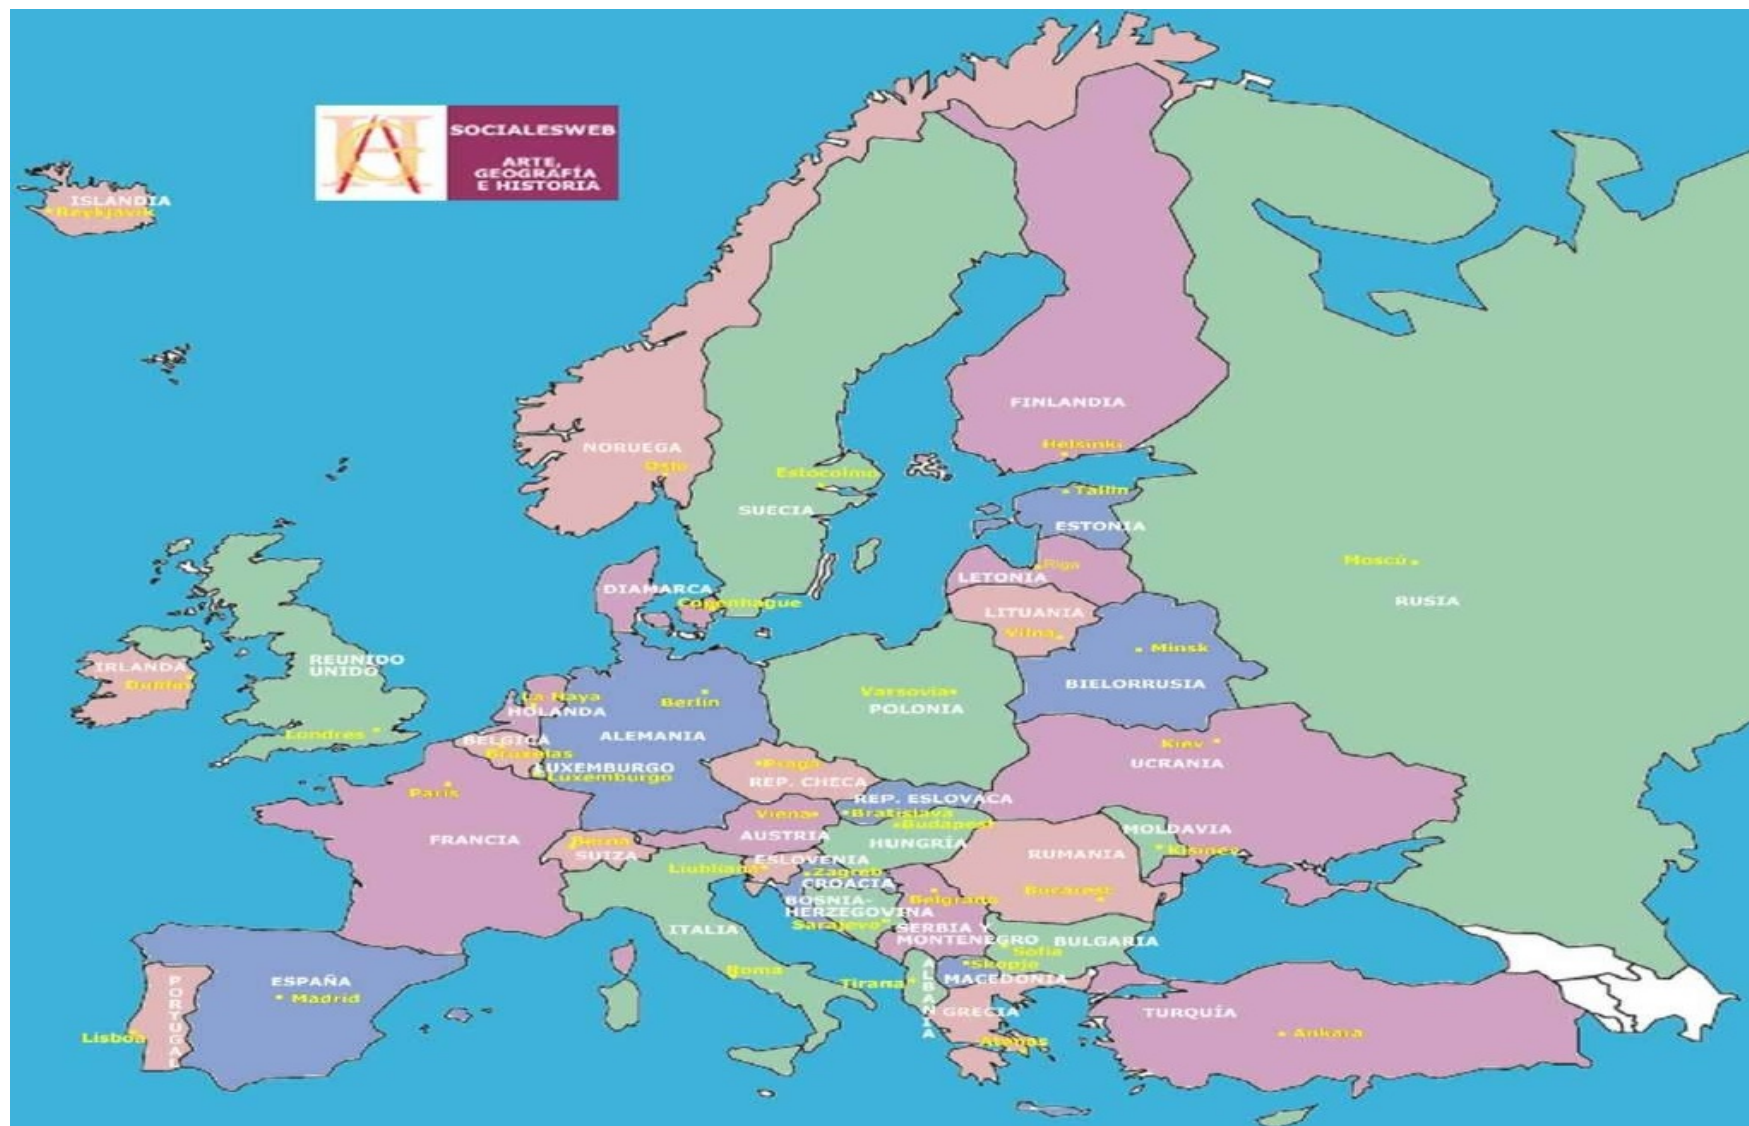 SOCIALESWEB
ARTE,
GEOGRAFÍA
E HISTORIA
ISLANDIA
Reykjavik
FINLANDIA
Helsinki
NORUEGA
Oslo
Estocolmo
SUECIA
Tallin
ESTONIA
Moscú
RUSIA
Riga
LETONIA
DIAMARCA
Copenhague
LITUANIA
Vilna
Minsk
BIELORRUSIA
IRLANDA
Dublin
REUNIDO
UNIDO
Londres
La Haya
HOLANDA
Berlín
ALEMANIA
Varsovia
POLONIA
BELGICA
Bruxelas
LUXEMBURGO
Luxemburgo
Kiev
UCRANIA
Praga
REP. CHECA
París
REP. ESLOVACA
Bratislava
Viena
AUSTRIA
Budapest
HUNGRÍA
MOLDAVIA
Kisinev
FRANCIA
Berna
SUIZA
RUMANIA
Bucarest
ESLOVENIA
Liubliana
Zagreb
CROACIA
BOSNIA-
HERZEGOVINA
Sarajevo
Belgrado
SERBIA Y
MONTENEGRO
BULGARIA
Sofia
ITALIA
Roma
Skopje
MACEDONIA
Tirana
ALBANIA
GRECIA
Atenas
ESPAÑA
Madrid
PORTUGAL
Lisboa
TURQUÍA
Ankara